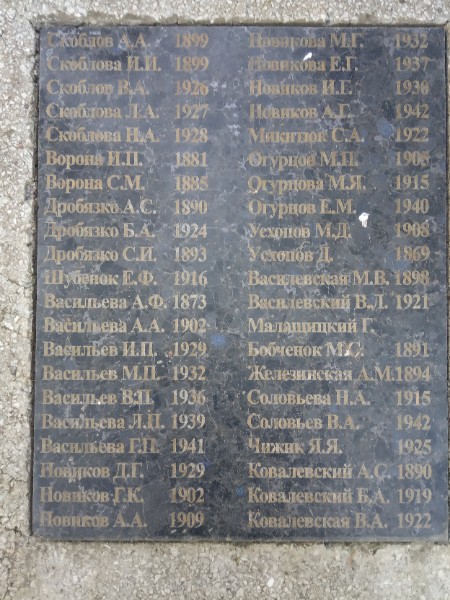 Скоблов А.А. 1899
Скоблова И.И. 1899
Скоблов В.А. 1926
Скоблова Л.А. 1927
Скоблова Н.А. 1928
Ворона И.П. 1881
Ворона С.М. 1885
Дробязко А.С. 1890
Дробязко Б.А. 1924
Дробязко С.И. 1893
Шубенок Е.Ф. 1916
Васильева А.Ф. 1873
Васильева А.А. 1902
Васильев И.П. 1929
Васильев М.П. 1932
Васильев В.П. 1936
Васильева Л.П. 1939
Васильева Г.П. 1941
Новиков Д.Г. 1929
Новиков Г.К. 1902
Новиков А.А. 1909
Новикова М.Г. 1932
Новикова Е.Г. 1937
Новиков И.Г. 1930
Новиков А.Г. 1942
Микитюк С.А. 1922
Огурцов М.П. 1908
Огурцова М.Я. 1915
Огурцов Е.М. 1940
Усхопов М.Д. 1908
Усхопов Д. 1869
Василевская М.В. 1898
Василевский В.Л. 1921
Малащицкий Г.
Бобченок М.С. 1891
Железинская А.М. 1894
Соловьева Н.А. 1915
Соловьев В.А. 1942
Чижик Я.Я. 1925
Ковалевский А.С. 1890
Ковалевский Б.А. 1919
Ковалевская В.А. 1922